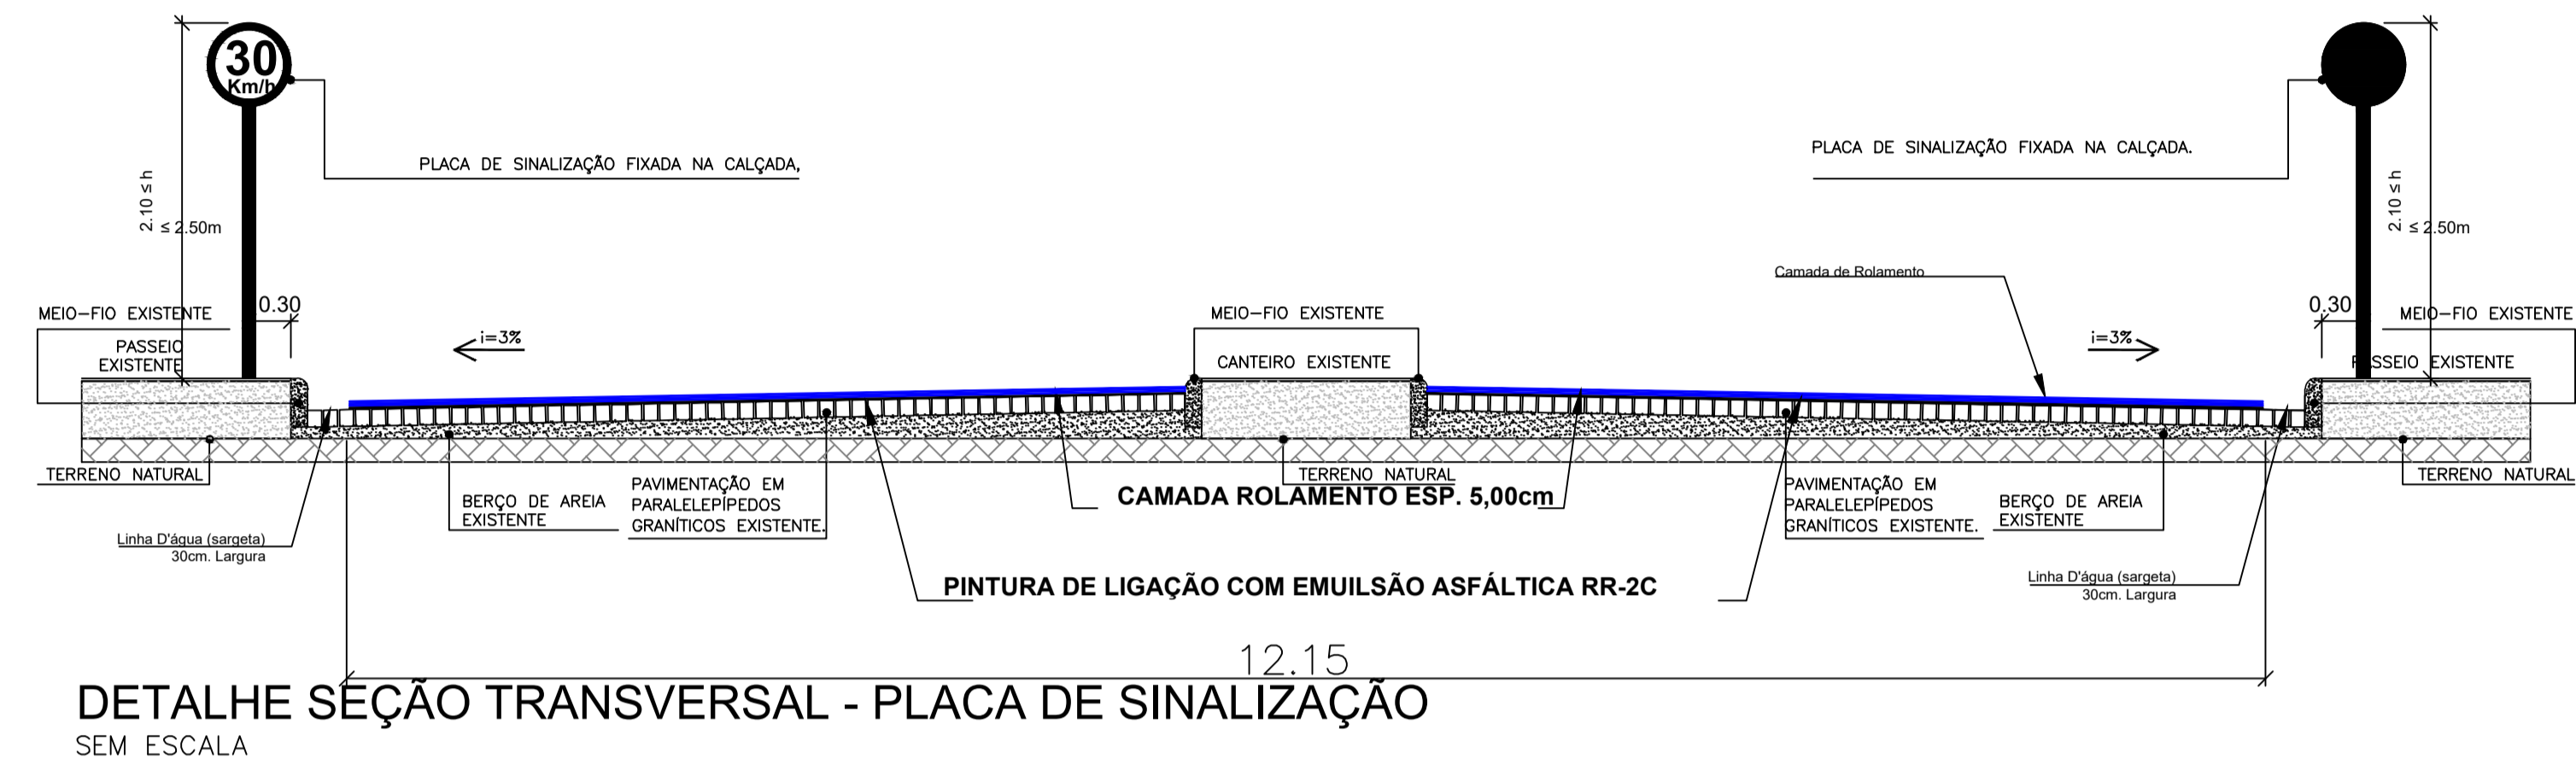 30
Km/h
PLACA DE SINALIZAÇÃO FIXADA NA CALÇADA,
PLACA DE SINALIZAÇÃO FIXADA NA CALÇADA.
2.10 ≤ h
≤ 2.50m
2.10 ≤ h
≤ 2.50m
Camada de Rolamento
0.30
0.30
MEIO-FIO EXISTENTE
MEIO-FIO EXISTENTE
MEIO-FIO EXISTENTE
i=3%
i=3%
PASSEIO
EXISTENTE
CANTEIRO EXISTENTE
PASSEIO EXISTENTE
TERRENO NATURAL
TERRENO NATURAL
TERRENO NATURAL
BERÇO DE AREIA
EXISTENTE
PAVIMENTAÇÃO EM
PARALELEPÍPEDOS
GRANÍTICOS EXISTENTE.
CAMADA ROLAMENTO ESP. 5,00cm
PAVIMENTAÇÃO EM
PARALELEPÍPEDOS
GRANÍTICOS EXISTENTE.
BERÇO DE AREIA
EXISTENTE
Linha D'água (sargeta)
30cm. Largura
PINTURA DE LIGAÇÃO COM EMUILSÃO ASFÁLTICA RR-2C
Linha D'água (sargeta)
30cm. Largura
12.15
DETALHE SEÇÃO TRANSVERSAL - PLACA DE SINALIZAÇÃO
SEM ESCALA